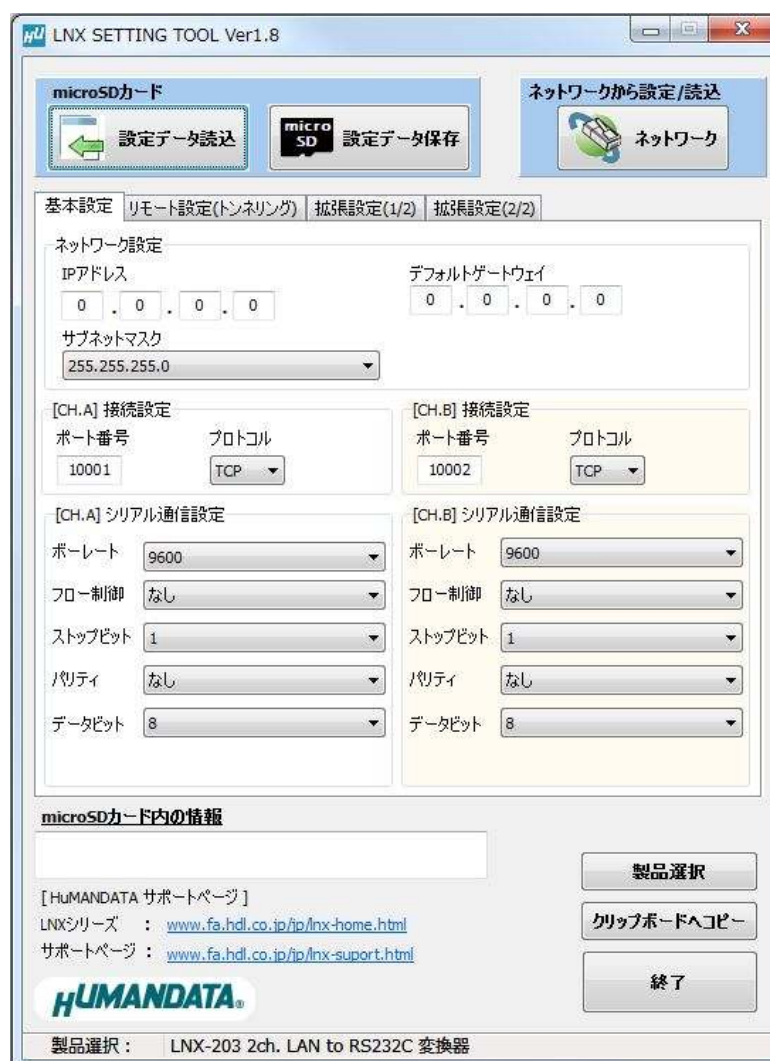 HU LNX SETTING TOOL Ver1.8
microSDカード
設定データ読込
micro SD 設定データ保存
ネットワークから設定/読込
ネットワーク
基本設定 リモート設定(トンネリング) 拡張設定(1/2) 拡張設定(2/2)
ネットワーク設定
IPアドレス
0 . 0 . 0 . 0
デフォルトゲートウェイ
0 . 0 . 0 . 0
サブネットマスク
255.255.255.0
[CH.A] 接続設定
ポート番号 プロトコル
10001 TCP
[CH.B] 接続設定
ポート番号 プロトコル
10002 TCP
[CH.A] シリアル通信設定
ボーレート 9600
フロー制御 なし
ストップビット 1
パリティ なし
データビット 8
[CH.B] シリアル通信設定
ボーレート 9600
フロー制御 なし
ストップビット 1
パリティ なし
データビット 8
microSDカード内の情報
[HuMANDATA サポートページ]
LNXシリーズ : www.fa.hdl.co.jp/jp/lnx-home.html
サポートページ : www.fa.hdl.co.jp/jp/lnx-suport.html
HUMANDATA®
製品選択
クリップボードへコピー
終了
製品選択: LNX-203 2ch. LAN to RS232C 変換器